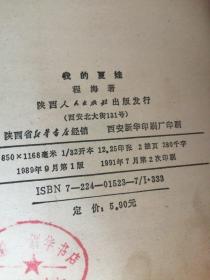 我的夏娃
程海著
陕西人民出版社出版发行
(西安北大街131号)
陕西省新华书店经销 西安新华印刷厂印刷
850×1168毫米 1/32开本 12.25印张 2插页 280千字
1989年9月第1版 1991年7月第2次印刷
ISBN 7-224-01523-7/I·333
定价:5.90元
新华书店